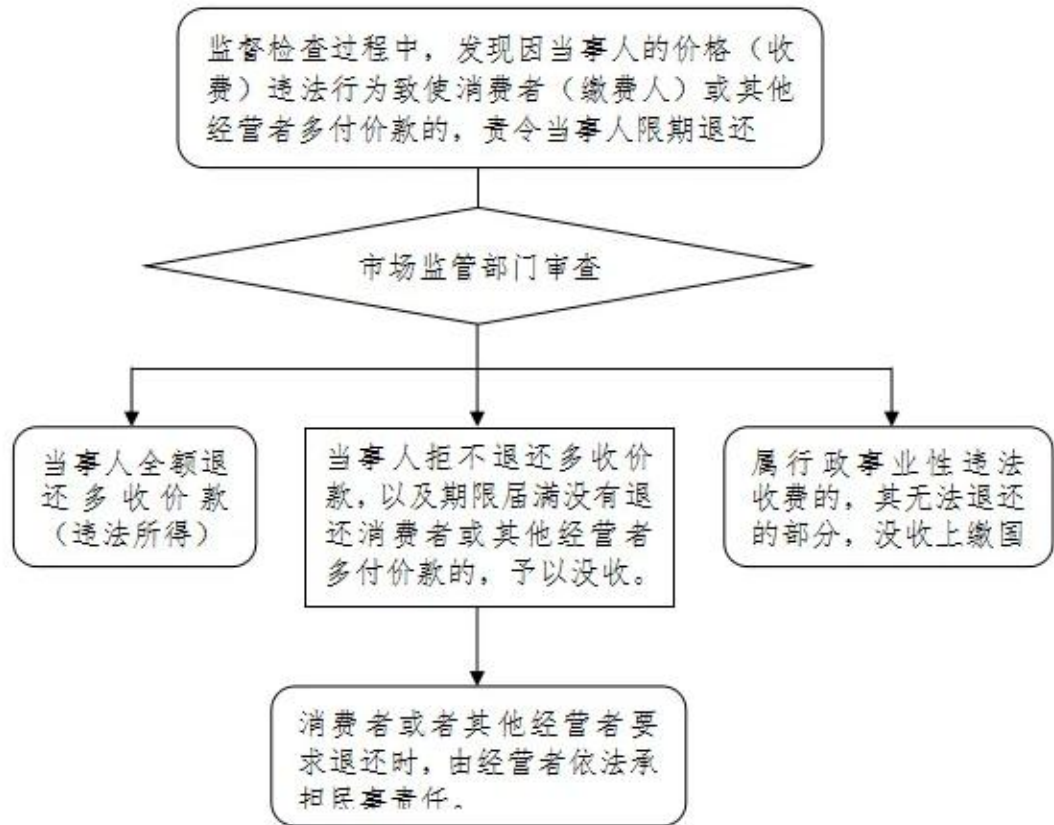 监督检查过程中，发现因当事人的价格（收
费）违法行为致使消费者（缴费人）或其他
经营者多付价款的，责令当事人限期退还
市场监管部门审查
当事人全额退
还多收价款
（违法所得）
当事人拒不退还多收价
款，以及期限届满没有退
还消费者或其他经营者
多付价款的，予以没收。
属行政事业性违法
收费的，其无法退还
的部分，没收上缴国
消费者或者其他经营者要
求退还时，由经营者依法承
担民事责任。